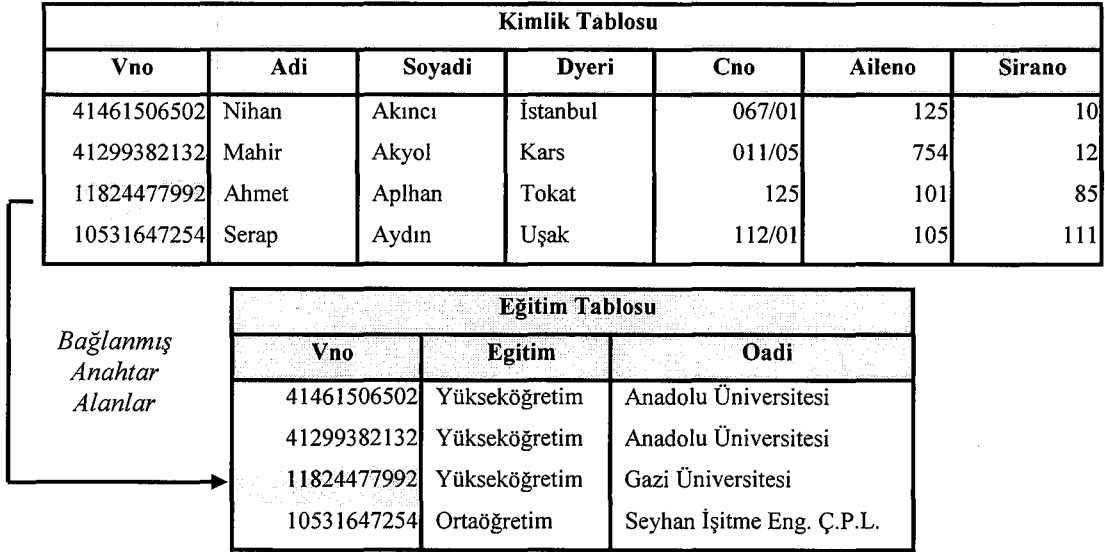 Kimlik Tablosu
Vno Adi Soyadi Dyeri Cno Aileno Sirano
41461506502 Nihan Akıncı İstanbul 067/01 125 10
41299382132 Mahir Akyol Kars 011/05 754 12
11824477992 Ahmet Aplhan Tokat 125 101 85
10531647254 Serap Aydın Uşak 112/01 105 111
Eğitim Tablosu
Vno Egitim Oadi
41461506502 Yükseköğretim Anadolu Üniversitesi
41299382132 Yükseköğretim Anadolu Üniversitesi
11824477992 Yükseköğretim Gazi Üniversitesi
10531647254 Ortaöğretim Seyhan İşitme Eng. Ç.P.L.
Bağlanmış
Anahtar
Alanlar